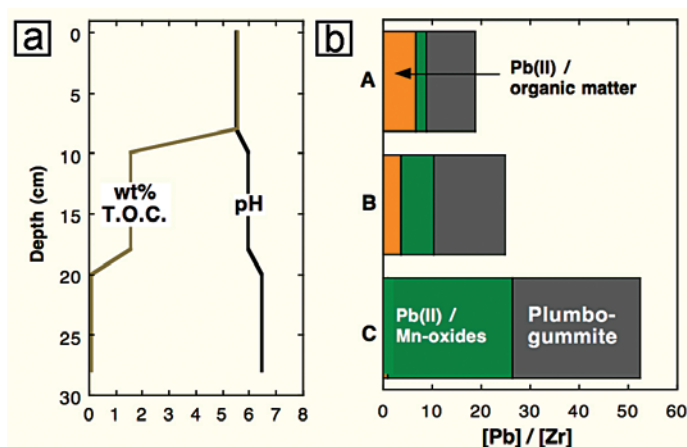 a
0
5
10
15
20
25
30
Depth (cm)
wt%
T.O.C.
pH
0 1 2 3 4 5 6 7 8
b
A
B
C
Pb(II) /
organic matter
Pb(II) /
Mn-oxides
Plumbo-
gummite
0 10 20 30 40 50 60
[Pb] / [Zr]